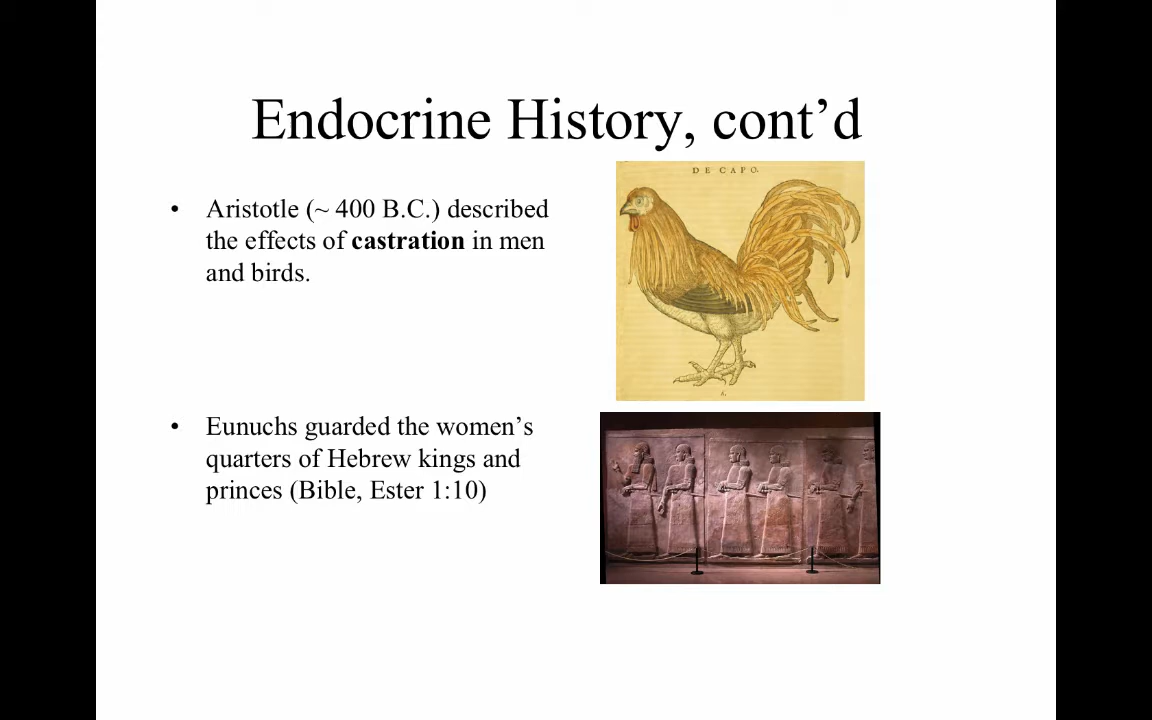 Endocrine History, cont’d
• Aristotle (~ 400 B.C.) described
the effects of castration in men
and birds.
DE CAPO.
• Eunuchs guarded the women’s
quarters of Hebrew kings and
princes (Bible, Ester 1:10)